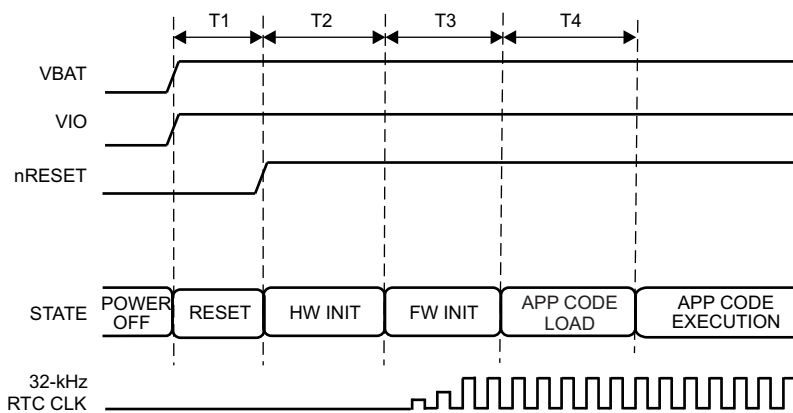 T1
T2
T3
T4
VBAT
VIO
nRESET
STATE
POWER
OFF
RESET
HW INIT
FW INIT
APP CODE
LOAD
APP CODE
EXECUTION
32-kHz
RTC CLK